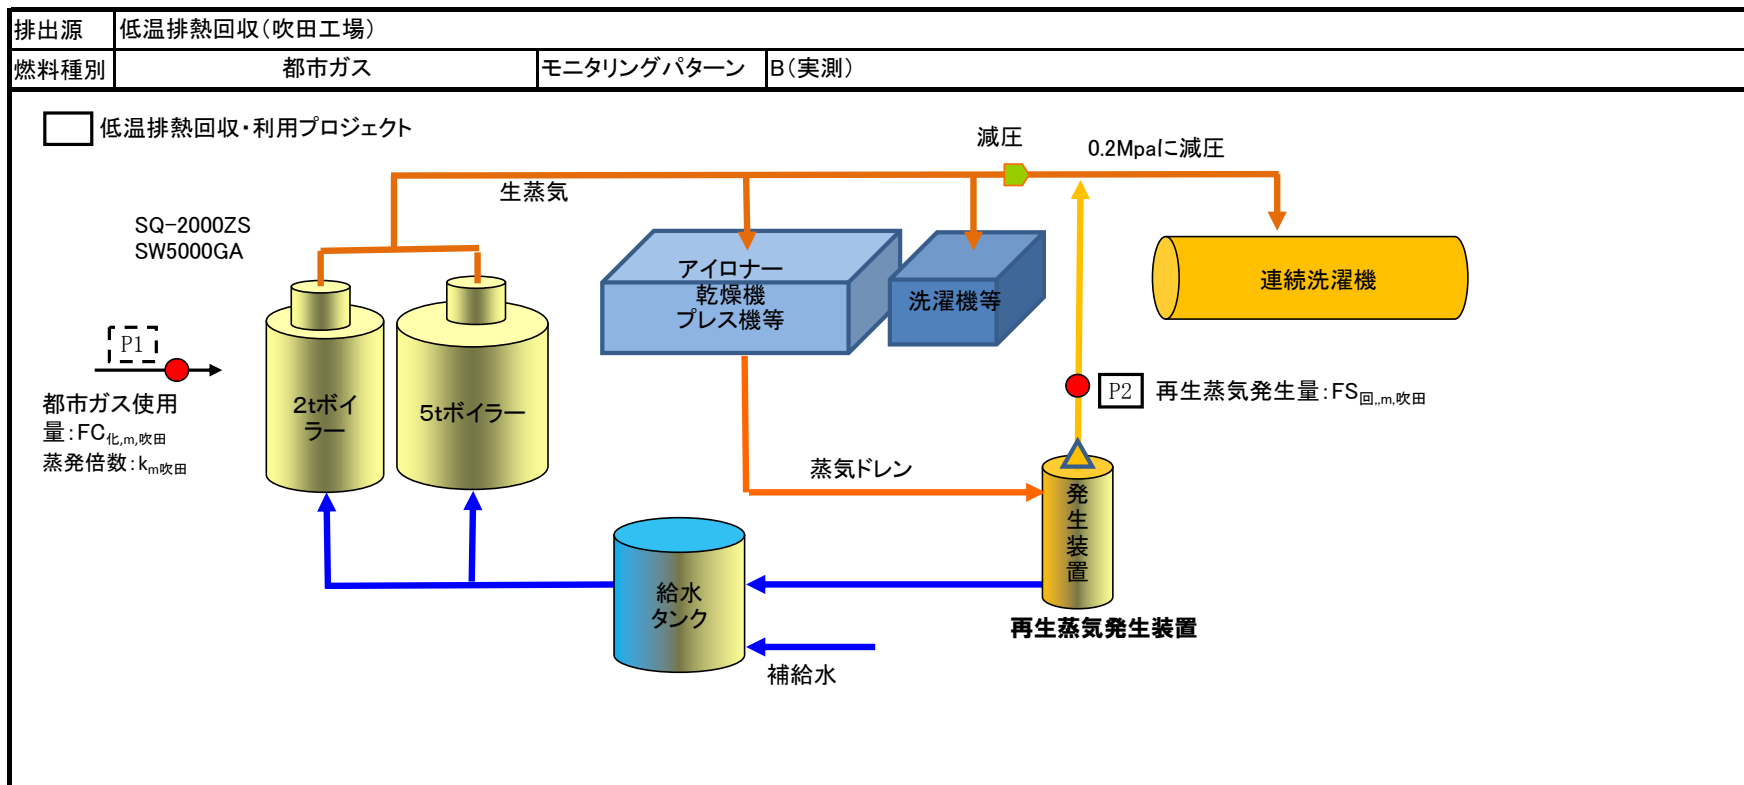 排出源 低温排熱回収(吹田工場)
燃料種別 都市ガス モニタリングパターン B(実測)
低温排熱回収・利用プロジェクト
減圧
0.2Mpaに減圧
生蒸気
SQ-2000ZS
SW5000GA
アイロナー
乾燥機
プレス機等
洗濯機等
連続洗濯機
P1
都市ガス使用
量:FC化,m,吹田
蒸発倍数:km吹田
2tボイ
ラー
5tボイラー
P2 再生蒸気発生量:FS回,,m,吹田
蒸気ドレン
発
生
装
置
給水
タンク
再生蒸気発生装置
補給水